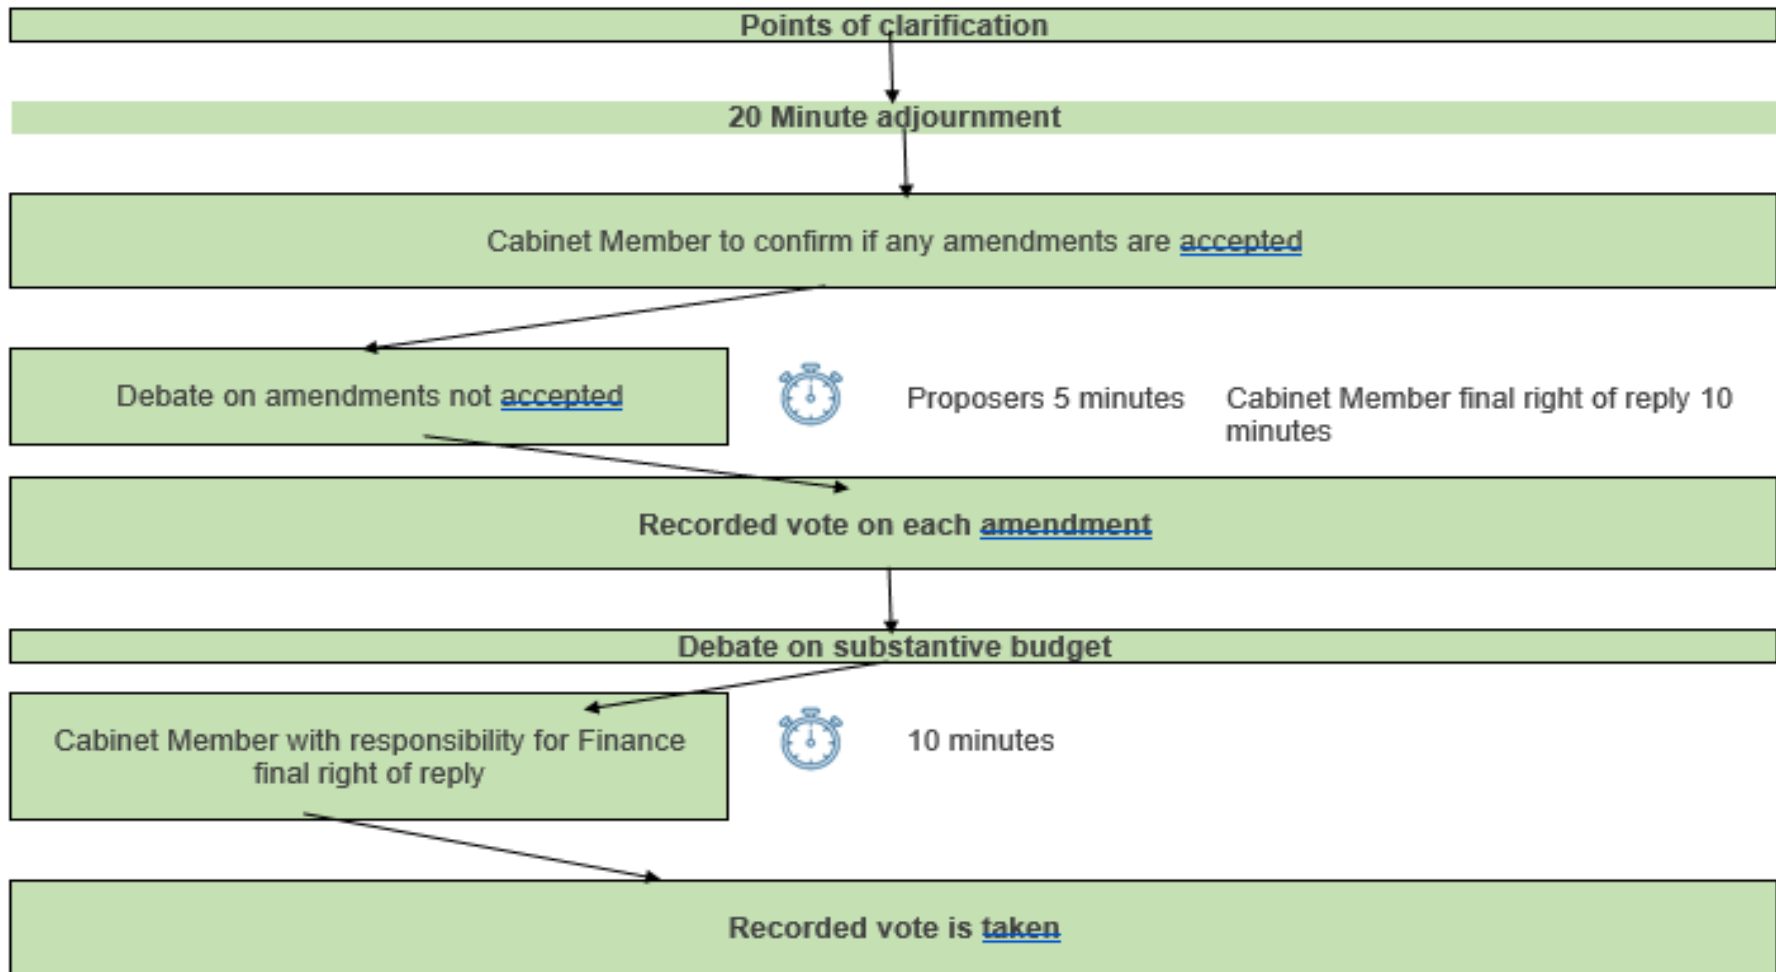 Points of clarification
20 Minute adjournment
Cabinet Member to confirm if any amendments are accepted
Debate on amendments not accepted
Proposers 5 minutes
Cabinet Member final right of reply 10
minutes
Recorded vote on each amendment
Debate on substantive budget
Cabinet Member with responsibility for Finance
final right of reply
10 minutes
Recorded vote is taken